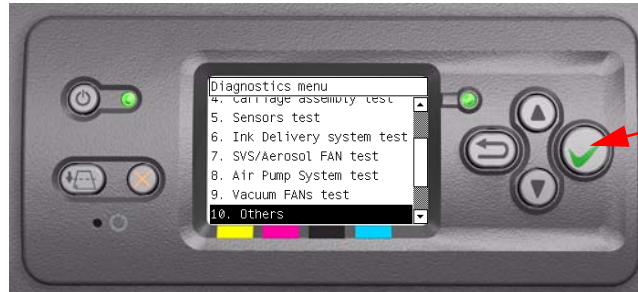 Diagnostics menu
4. Carriage assembly test
5. Sensors test
6. Ink Delivery system test
7. SVS/Aerosol FAN test
8. Air Pump System test
9. Vacuum FANs test
10. Others